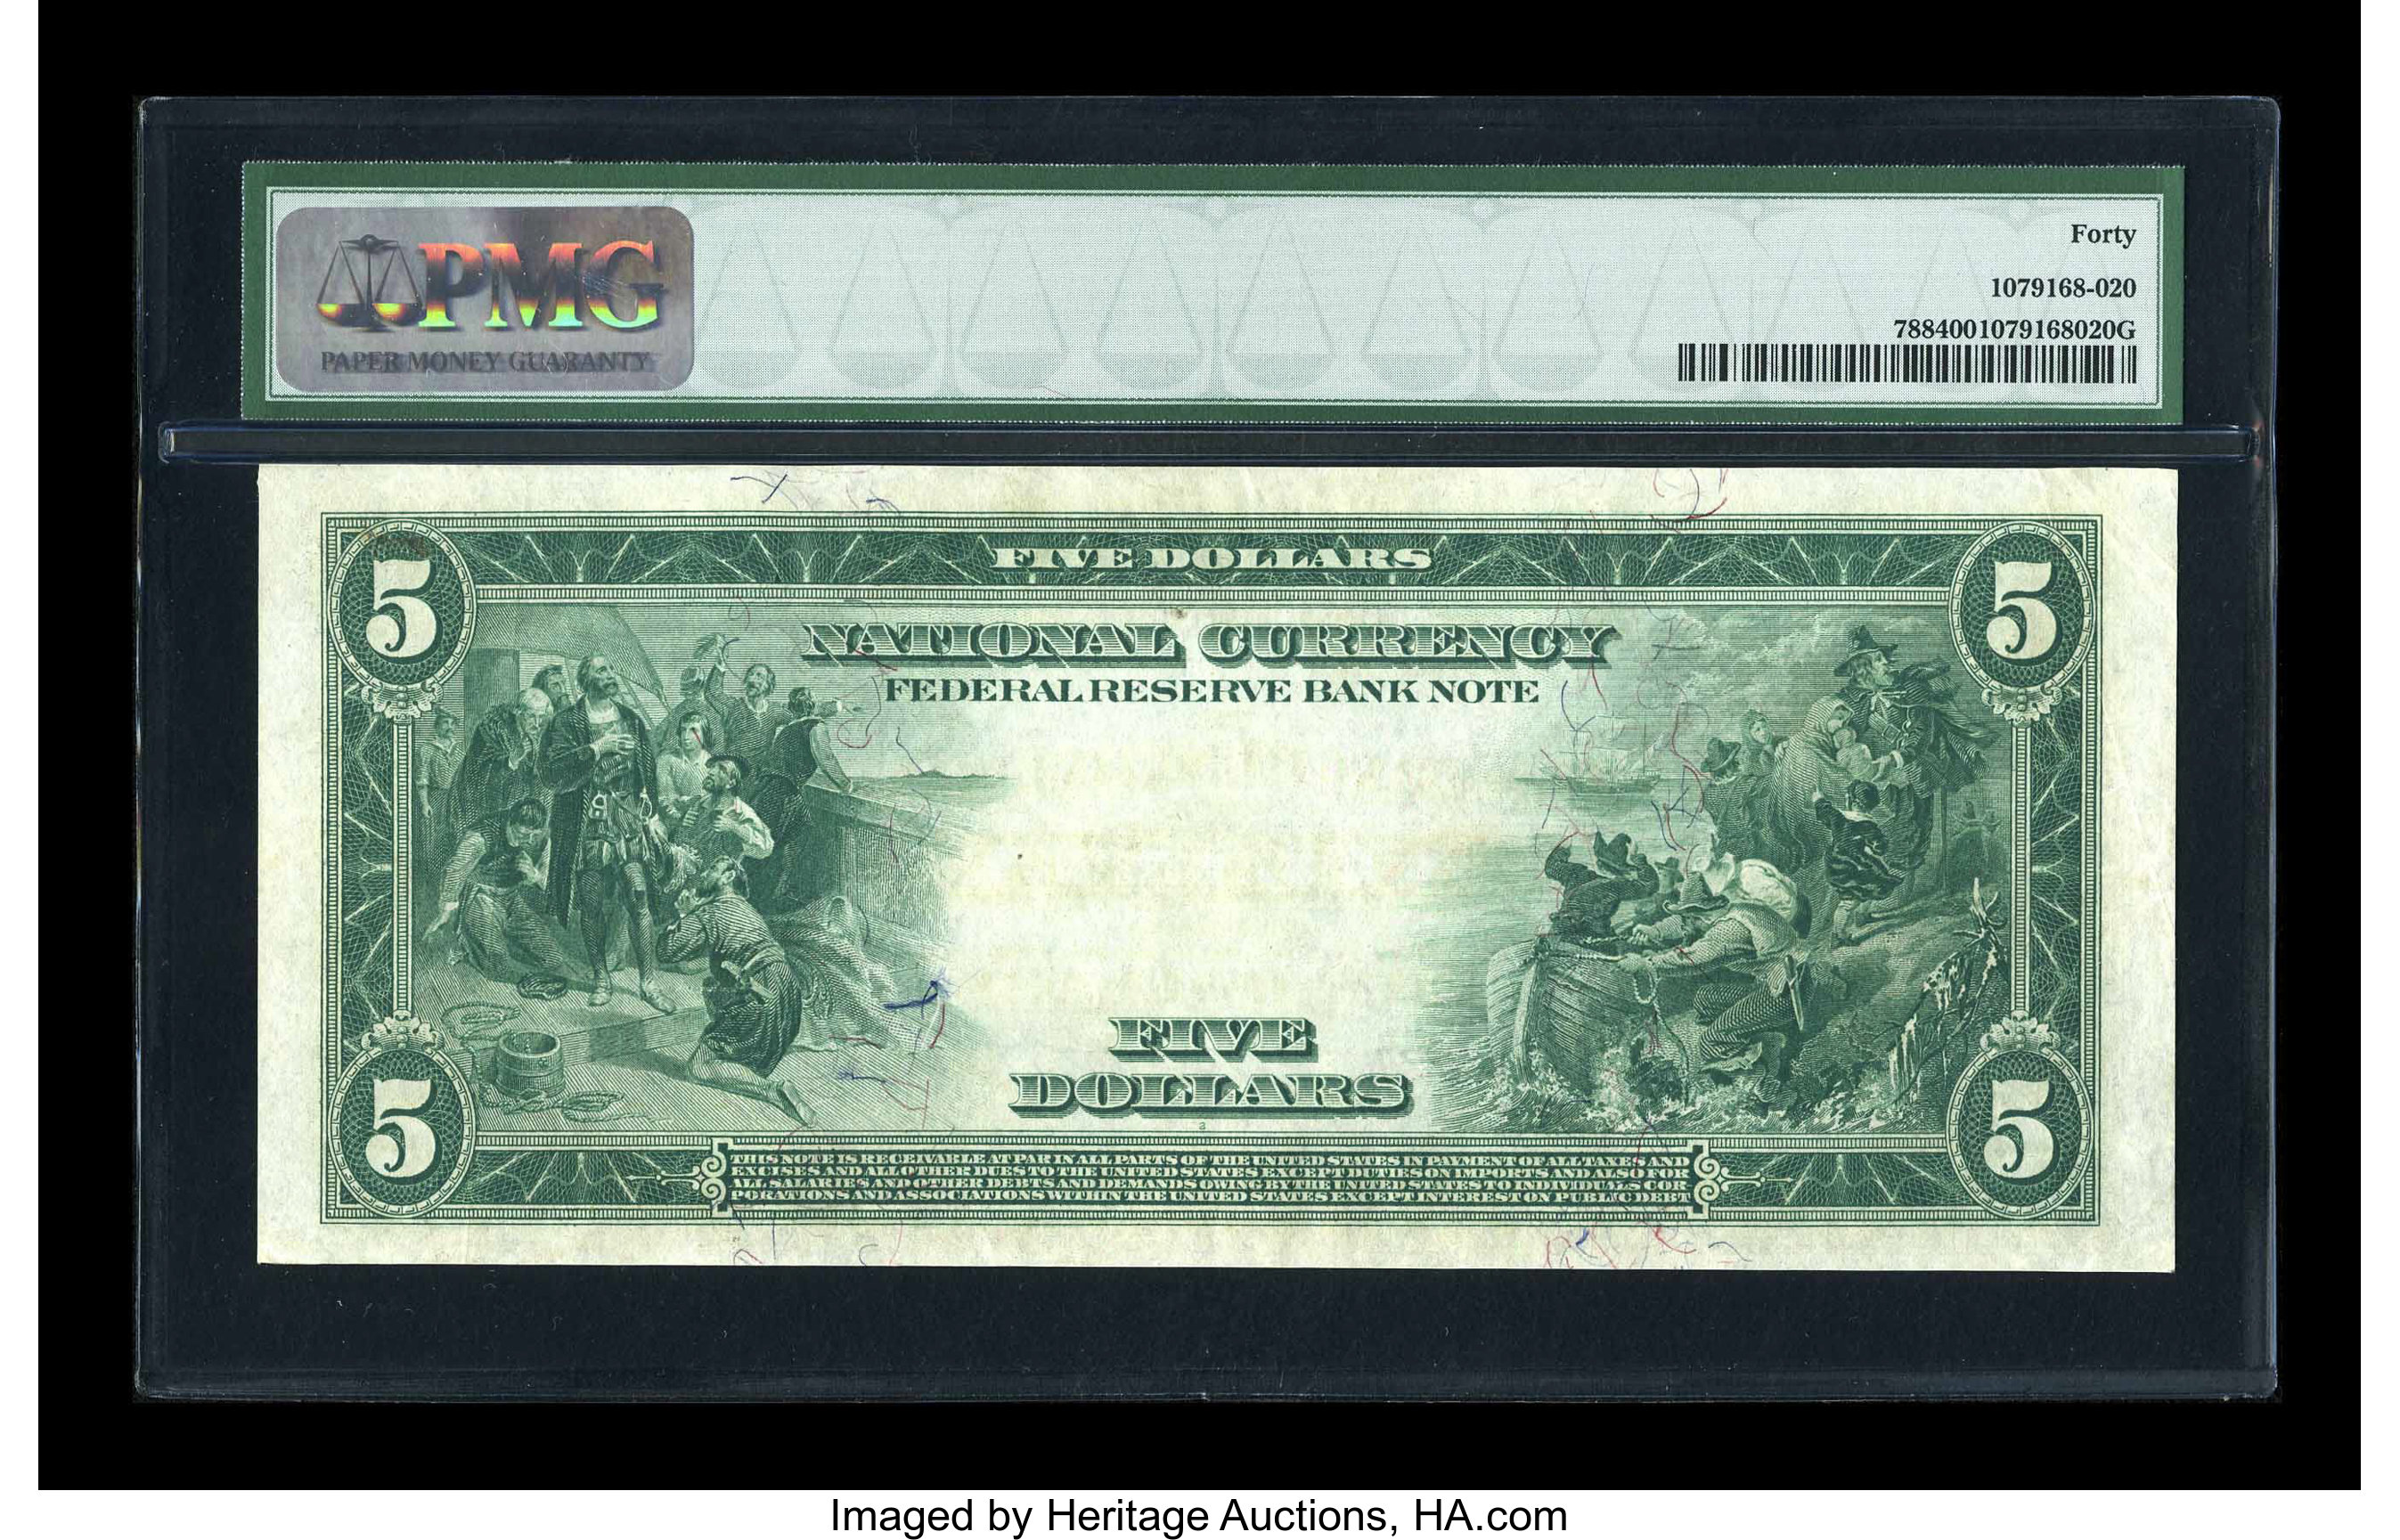 PMG
PAPER MONEY GUARANTY
Forty
1079168-020
7884001079168020G
5 FIVE DOLLARS 5
NATIONAL CURRENCY
FEDERAL RESERVE BANK NOTE
FIVE
DOLLARS
5 5
THIS NOTE IS RECEIVABLE AT PAR IN ALL PARTS OF THE UNITED STATES IN PAYMENT OF ALL TAXES AND
EXCISES AND ALL OTHER DUES TO THE UNITED STATES EXCEPT DUTIES ON IMPORTS AND ALSO FOR
ALL SALARIES AND OTHER DEBTS AND DEMANDS OWING BY THE UNITED STATES TO INDIVIDUALS COR
PORATIONS AND ASSOCIATIONS WITHIN THE UNITED STATES EXCEPT INTEREST ON PUBLIC DEBT
Imaged by Heritage Auctions, HA.com